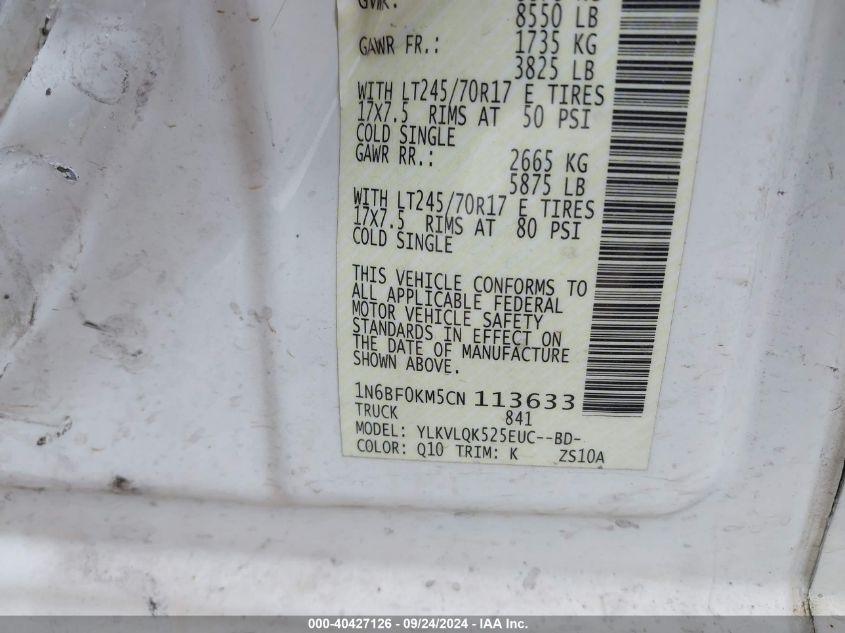 GVWR:
8550 LB
GAWR FR.: 1735 KG
3825 LB
WITH LT245/70R17 E TIRES
17X7.5 RIMS AT 50 PSI
COLD SINGLE
GAWR RR.: 2665 KG
5875 LB
WITH LT245/70R17 E TIRES
17X7.5 RIMS AT 80 PSI
COLD SINGLE
THIS VEHICLE CONFORMS TO
ALL APPLICABLE FEDERAL
MOTOR VEHICLE SAFETY
STANDARDS IN EFFECT ON
THE DATE OF MANUFACTURE
SHOWN ABOVE.
1N6BF0KM5CN 113633
TRUCK 841
MODEL: YLKVLQK525EUC--BD-
COLOR: Q10 TRIM: K ZS10A
000-40427126 - 09/24/2024 - IAA Inc.